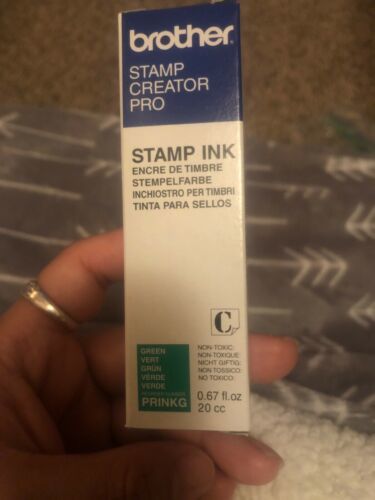 brother
STAMP
CREATOR
PRO
STAMP INK
ENCRE DE TIMBRE
STEMPELFARBE
INCHIOSTRO PER TIMBRI
TINTA PARA SELLOS
C
GREEN
VERT
GRÜN
VERDE
VERDE
PRINKG
NON-TOXIC:
NON-TOXIQUE:
NICHT GIFTIG:
NON TOSSICO:
NO TOXICO:
0.67 fl.oz
20 cc